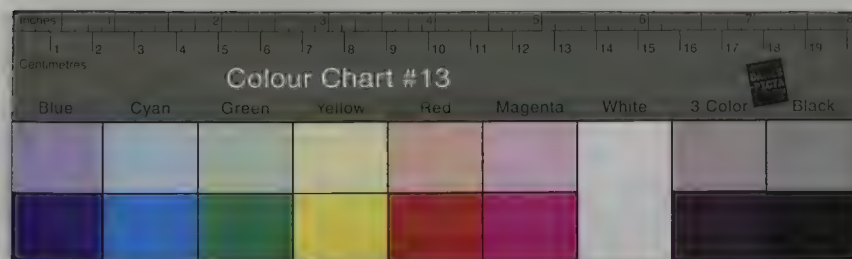 Inches 1 2 3 4 5 6 7 8
1 2 3 4 5 6 7 8 9 10 11 12 13 14 15 16 17 18 19
Centimetres
Colour Chart #13
Blue Cyan Green Yellow Red Magenta White 3 Color Black